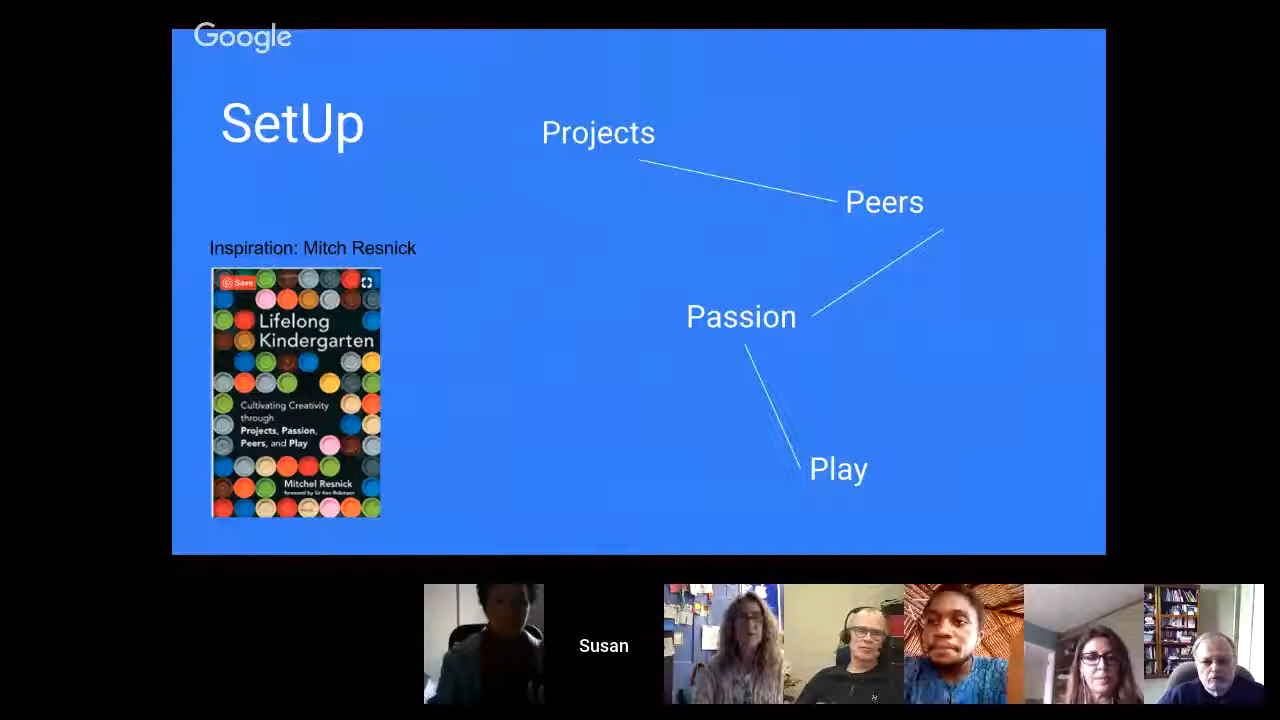 Google
SetUp
Projects
Peers
Passion
Play
Inspiration: Mitch Resnick
Save
Lifelong
Kindergarten
Cultivating Creativity
through
Projects, Passion,
Peers, and Play
Mitchel Resnick
foreword by Sir Ken Robinson
Susan